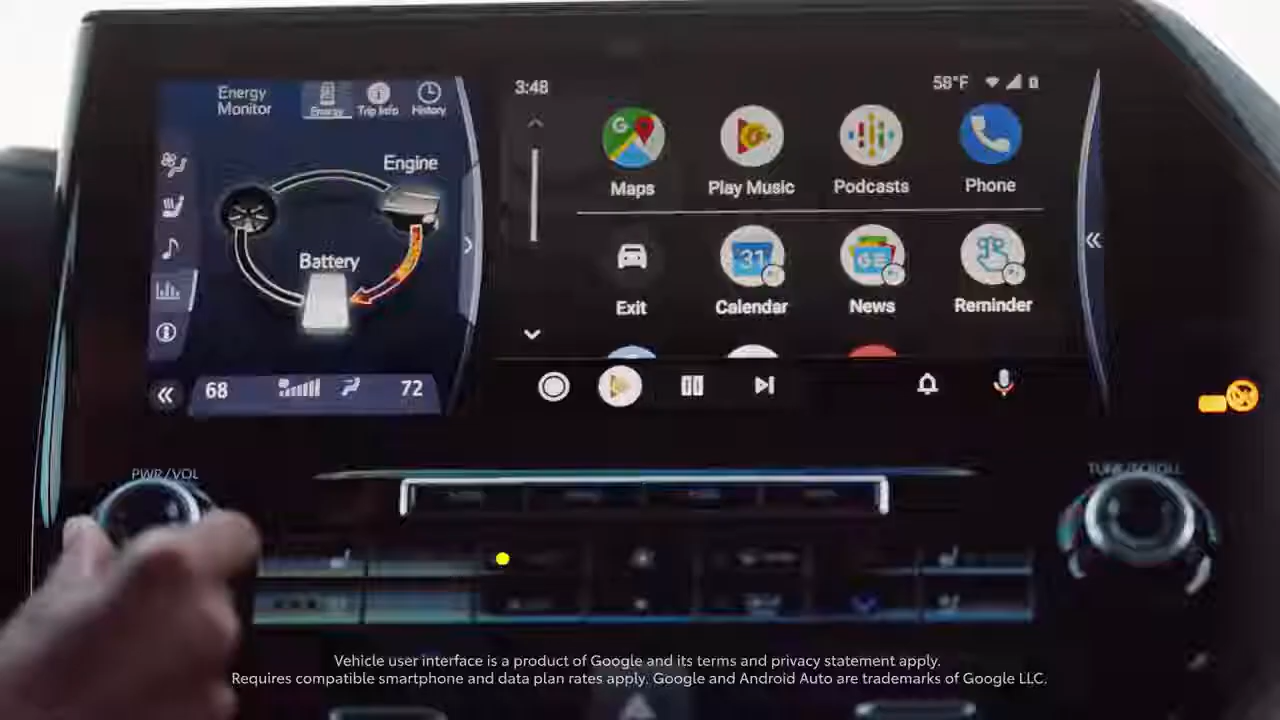 Energy
Monitor
Energy
Trip Info
History
Engine
Battery
68
72
3:48
58°F
Maps
Play Music
Podcasts
Phone
Exit
31
Calendar
News
Reminder
PWR/VOL
TUNE/SCROLL
Vehicle user interface is a product of Google and its terms and privacy statement apply.
Requires compatible smartphone and data plan rates apply. Google and Android Auto are trademarks of Google LLC.